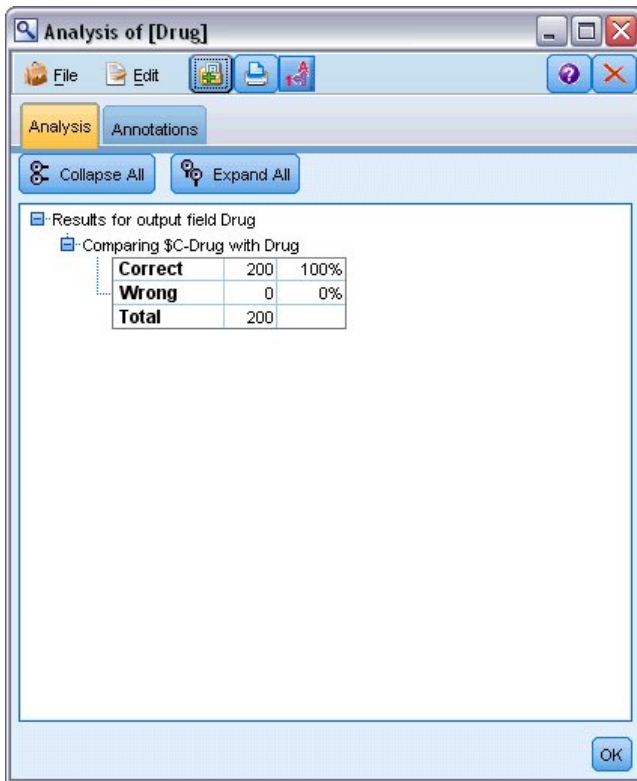 Analysis of [Drug]
File Edit
Analysis Annotations
Collapse All Expand All
Results for output field Drug
Comparing $C-Drug with Drug
Correct 200 100%
Wrong 0 0%
Total 200
OK